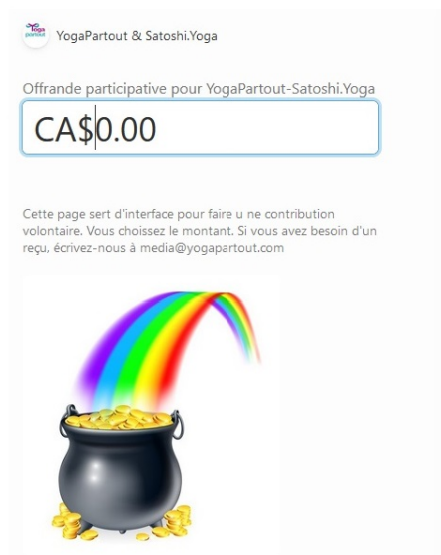 Yoga
partout
YogaPartout & Satoshi.Yoga
Offrande participative pour YogaPartout-Satoshi.Yoga
CA$0.00
Cette page sert d'interface pour faire u ne contribution
volontaire. Vous choissez le montant. Si vous avez besoin d'un
reçu, écrivez-nous à media@yogapartout.com